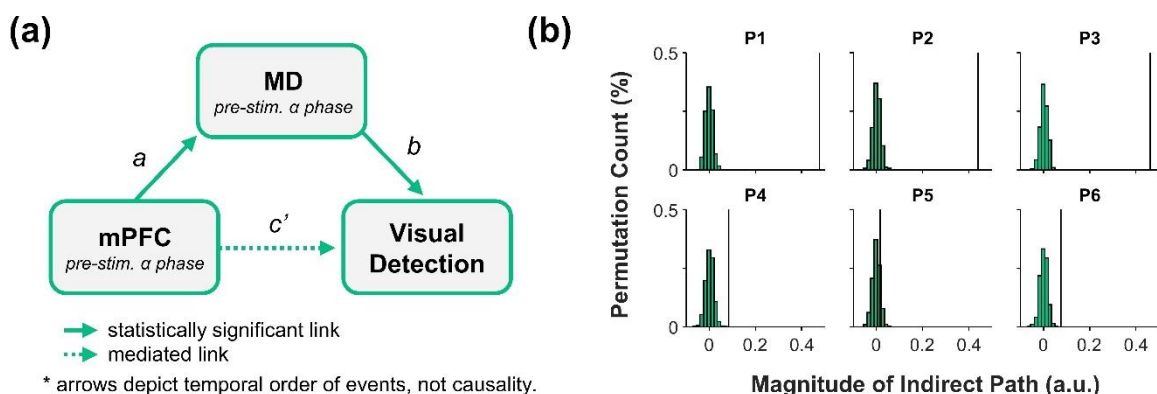 (a)
MD
pre-stim. α phase
a
b
mPFC
pre-stim. α phase
c’
Visual
Detection
statistically significant link
mediated link
* arrows depict temporal order of events, not causality.
(b)
Permutation Count (%)
P1
P2
P3
0.5
0
P4
P5
P6
0.5
0
0 0.2 0.4
0 0.2 0.4
0 0.2 0.4
Magnitude of Indirect Path (a.u.)